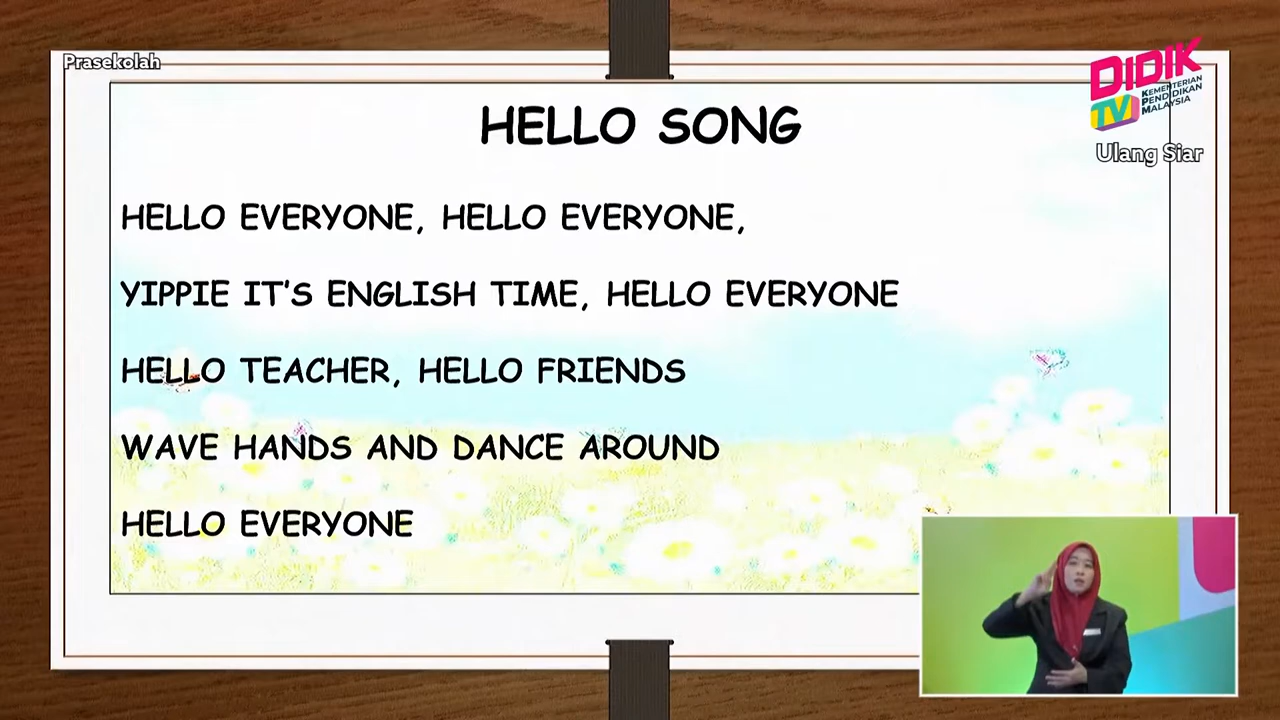 Prasekolah
DIDIK
TV
KEMENTERIAN
PENDIDIKAN
MALAYSIA
Ulang Siar
HELLO SONG
HELLO EVERYONE, HELLO EVERYONE,
YIPPIE IT'S ENGLISH TIME, HELLO EVERYONE
HELLO TEACHER, HELLO FRIENDS
WAVE HANDS AND DANCE AROUND
HELLO EVERYONE